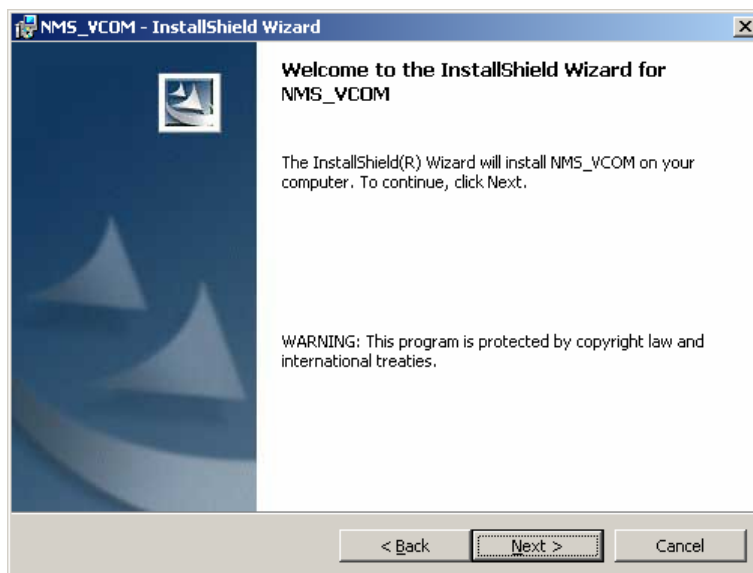 NMS_VCOM - InstallShield Wizard
Welcome to the InstallShield Wizard for
NMS_VCOM
The InstallShield(R) Wizard will install NMS_VCOM on your
computer. To continue, click Next.
WARNING: This program is protected by copyright law and
international treaties.
< Back Next > Cancel